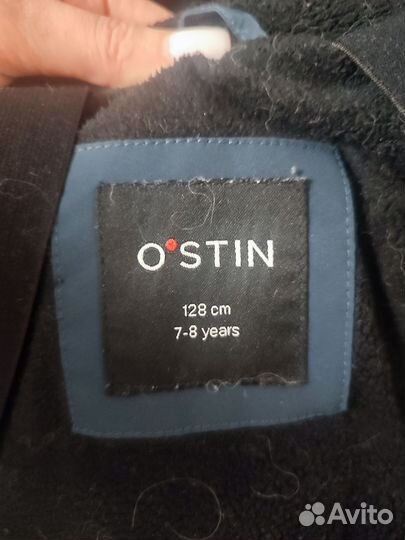 O'STIN
128 cm
7-8 years
Avito